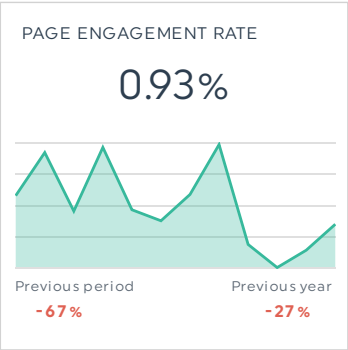 PAGE ENGAGEMENT RATE
0.93%
Previous period Previous year
-67% -27%